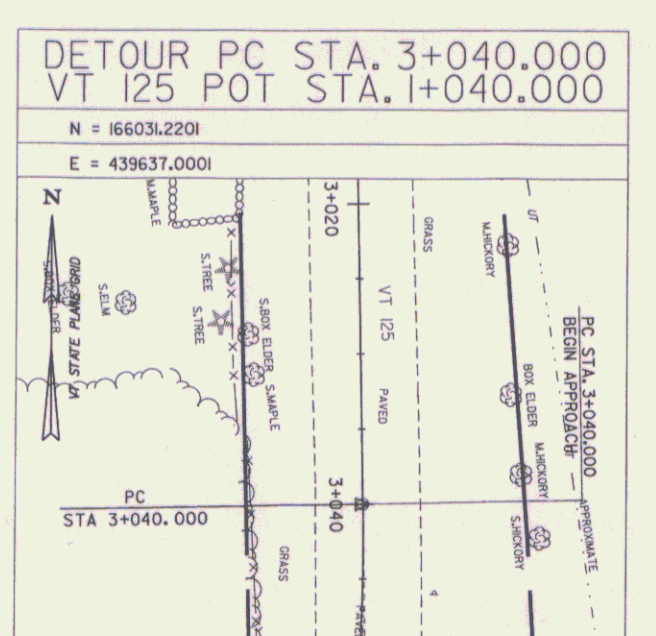 DETOUR PC STA. 3+040.000
VT 125 POT STA. 1+040.000
N = 166031.2201
E = 439637.0001
N
VT STATE PLANE GRID
S.BOX ELDER
S.ELM
M.MAPLE
S.TREE
S.TREE
S.BOX ELDER
S.MAPLE
3+020
VT 125
PAVED
GRASS
M.HICKORY
UT
BOX ELDER
M.HICKORY
S.HICKORY
PC STA. 3+040.000
BEGIN APPROACH
APPROXIMATE
PC
STA 3+040.000
3+040
GRASS
PAVED